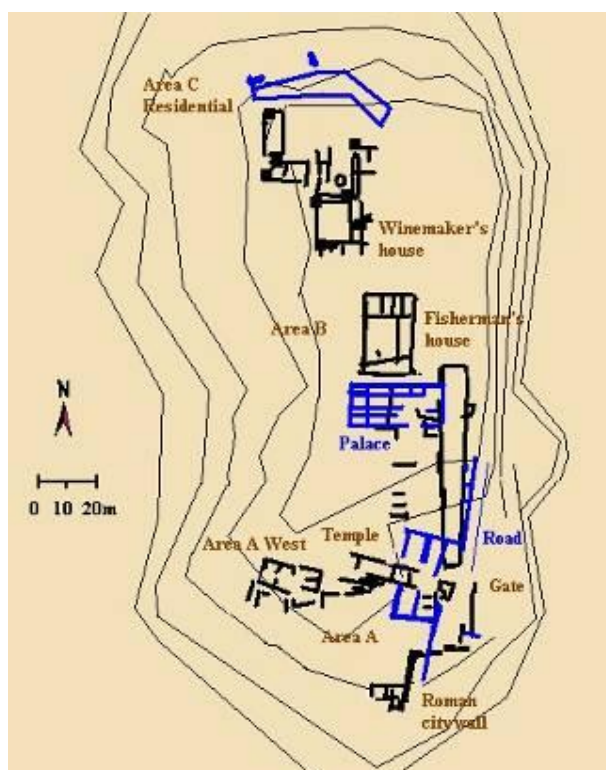 Area C
Residential
Winemaker's
house
Area B
Fisherman's
house
N
Palace
0 10 20m
Temple
Road
Area A West
Gate
Area A
Roman
city wall